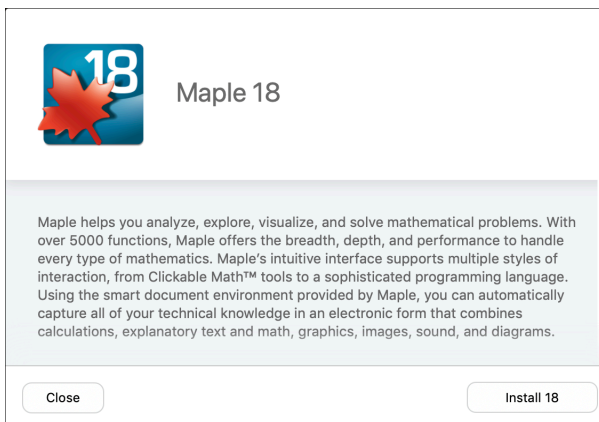 18
Maple 18
Maple helps you analyze, explore, visualize, and solve mathematical problems. With
over 5000 functions, Maple offers the breadth, depth, and performance to handle
every type of mathematics. Maple's intuitive interface supports multiple styles of
interaction, from Clickable Math™ tools to a sophisticated programming language.
Using the smart document environment provided by Maple, you can automatically
capture all of your technical knowledge in an electronic form that combines
calculations, explanatory text and math, graphics, images, sound, and diagrams.
Close
Install 18